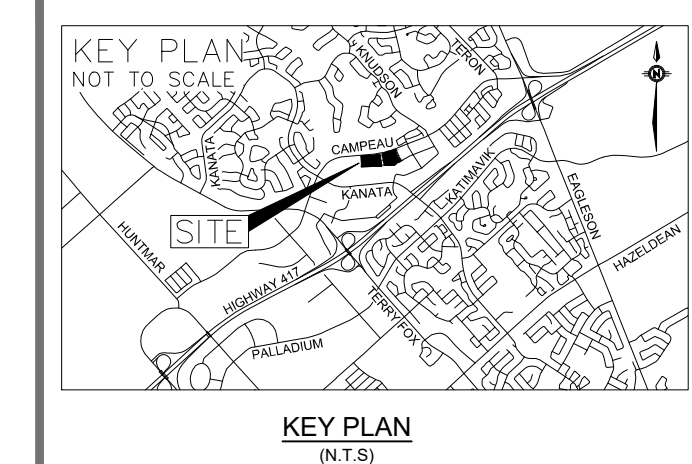 KEY PLAN
NOT TO SCALE
KNUDSON
TERON
N
CAMPEAU
KANATA
KANATA
KATIMAVIK
EAGLESON
SITE
HUNTMAR
HAZELDEAN
HIGHWAY 417
TERRY FOX
PALLADIUM
KEY PLAN
(N.T.S)